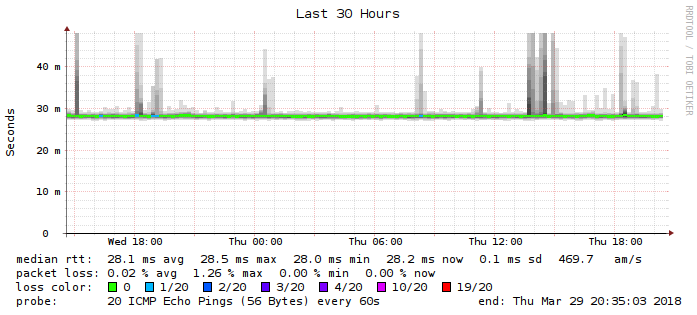 Last 30 Hours
RRDTOOL / TOBI OETIKER
Seconds
40 m
30 m
20 m
10 m
0
Wed 18:00 Thu 00:00 Thu 06:00 Thu 12:00 Thu 18:00
median rtt: 28.1 ms avg 28.5 ms max 28.0 ms min 28.2 ms now 0.1 ms sd 469.7 am/s
packet loss: 0.02 % avg 1.26 % max 0.00 % min 0.00 % now
loss color: 0 1/20 2/20 3/20 4/20 10/20 19/20
probe: 20 ICMP Echo Pings (56 Bytes) every 60s end: Thu Mar 29 20:35:03 2018